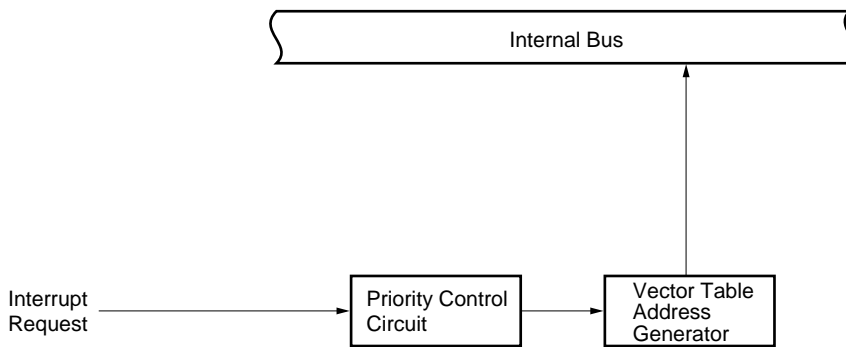 Internal Bus
Interrupt
Request
Priority Control
Circuit
Vector Table
Address
Generator